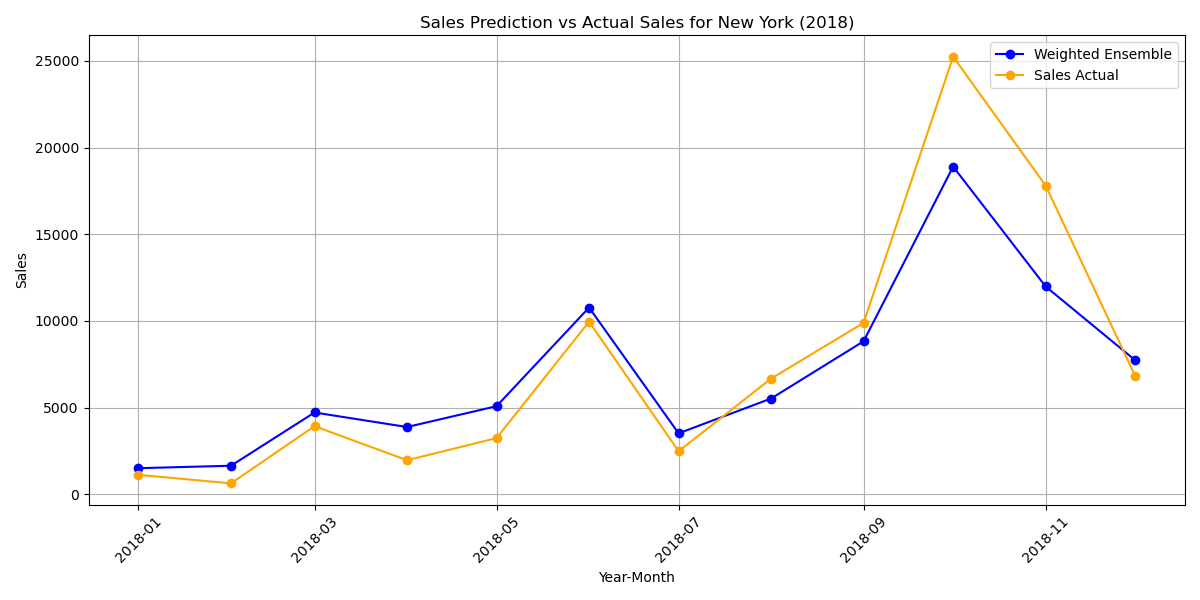 Sales Prediction vs Actual Sales for New York (2018)
Weighted Ensemble
Sales Actual
25000
20000
15000
10000
5000
0
Sales
2018-01
2018-03
2018-05
2018-07
2018-09
2018-11
Year-Month